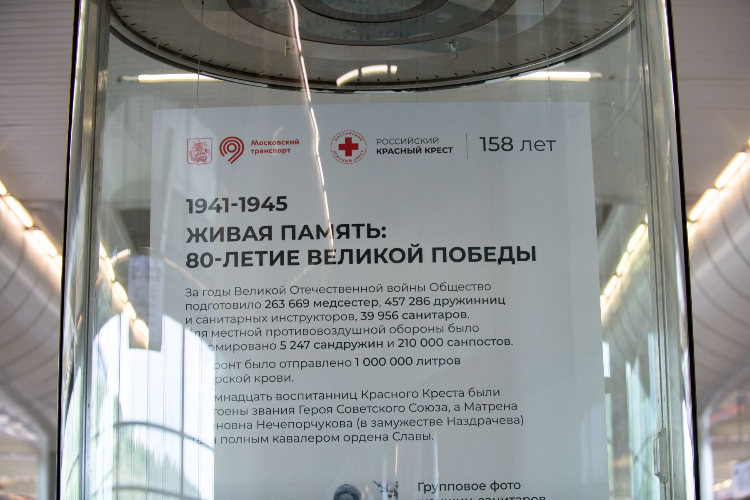 Московский
транспорт
РОССИЙСКИЙ
КРАСНЫЙ КРЕСТ
158 лет
1941-1945
ЖИВАЯ ПАМЯТЬ:
80-ЛЕТИЕ ВЕЛИКОЙ ПОБЕДЫ
За годы Великой Отечественной войны Общество
подготовило 263 669 медсестер, 457 286 дружинниц
и санитарных инструкторов, 39 956 санитаров.
местной противовоздушной обороны было
5 247 сандружин и 210 000 санпостов.
было отправлено 1 000 000 литров
крови.
воспитанниц Красного Креста были
звания Героя Советского Союза, а Матрена
Нечепорчукова (в замужестве Наздрачева)
полным кавалером ордена Славы.
Групповое фото